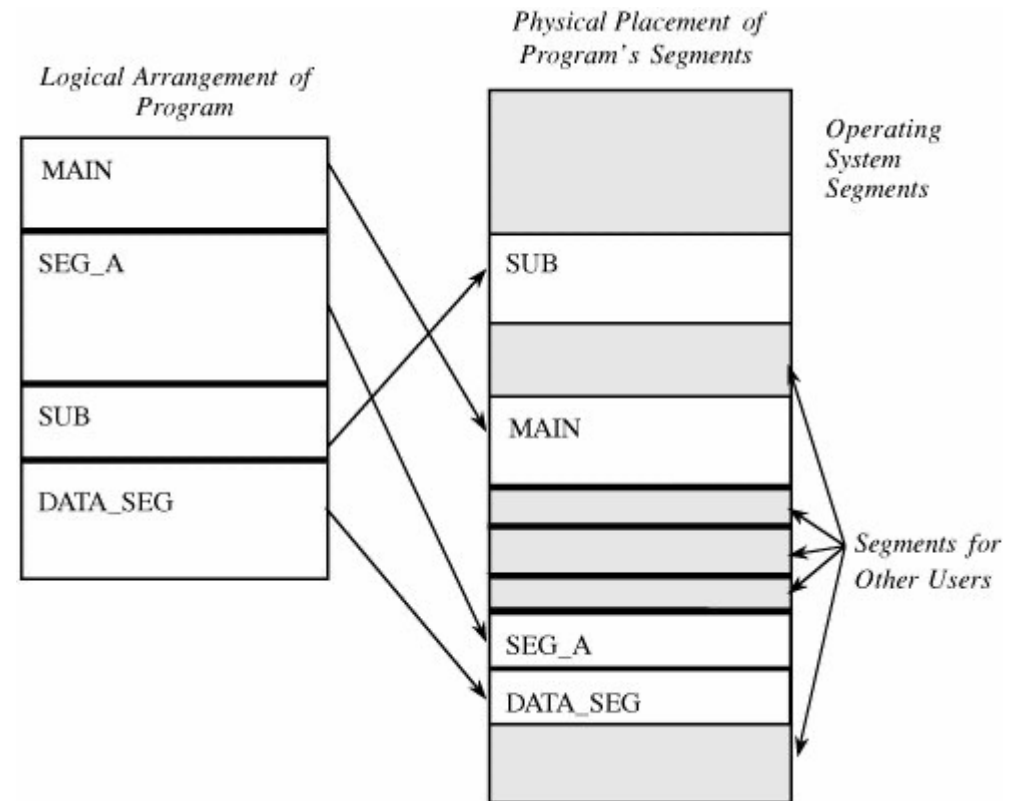 Logical Arrangement of
Program
MAIN
SEG_A
SUB
DATA_SEG
Physical Placement of
Program's Segments
SUB
MAIN
SEG_A
DATA_SEG
Operating
System
Segments
Segments for
Other Users